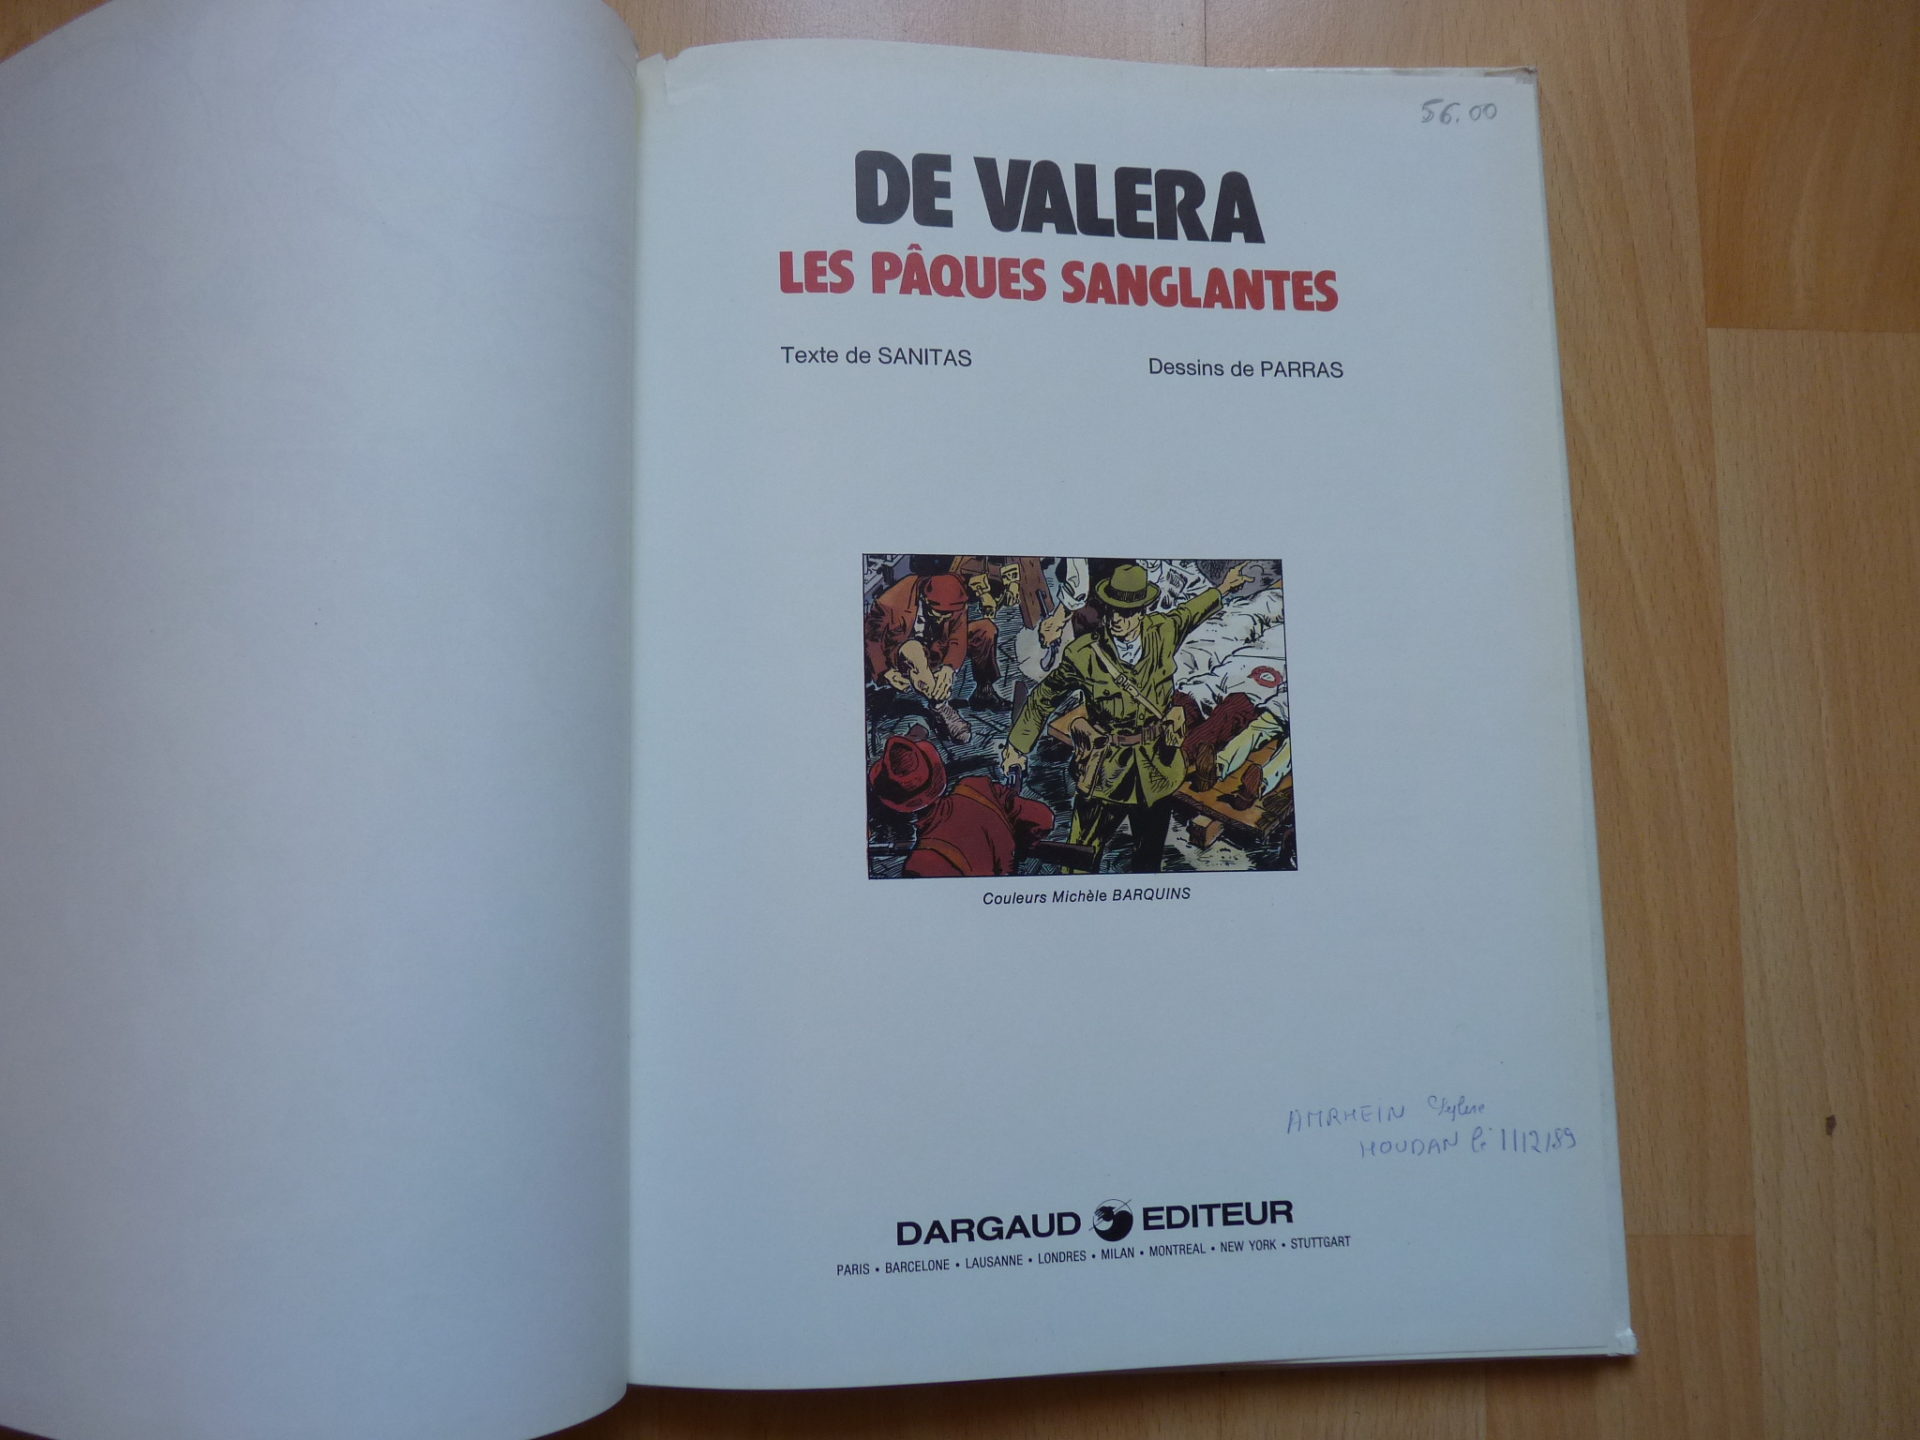 56.00
DE VALERA
LES PÂQUES SANGLANTES
Texte de SANITAS Dessins de PARRAS
Couleurs Michèle BARQUINS
AMRHEIN
HOUDAN le 1/12/89
DARGAUD EDITEUR
PARIS • BARCELONE • LAUSANNE • LONDRES • MILAN • MONTREAL • NEW YORK • STUTTGART